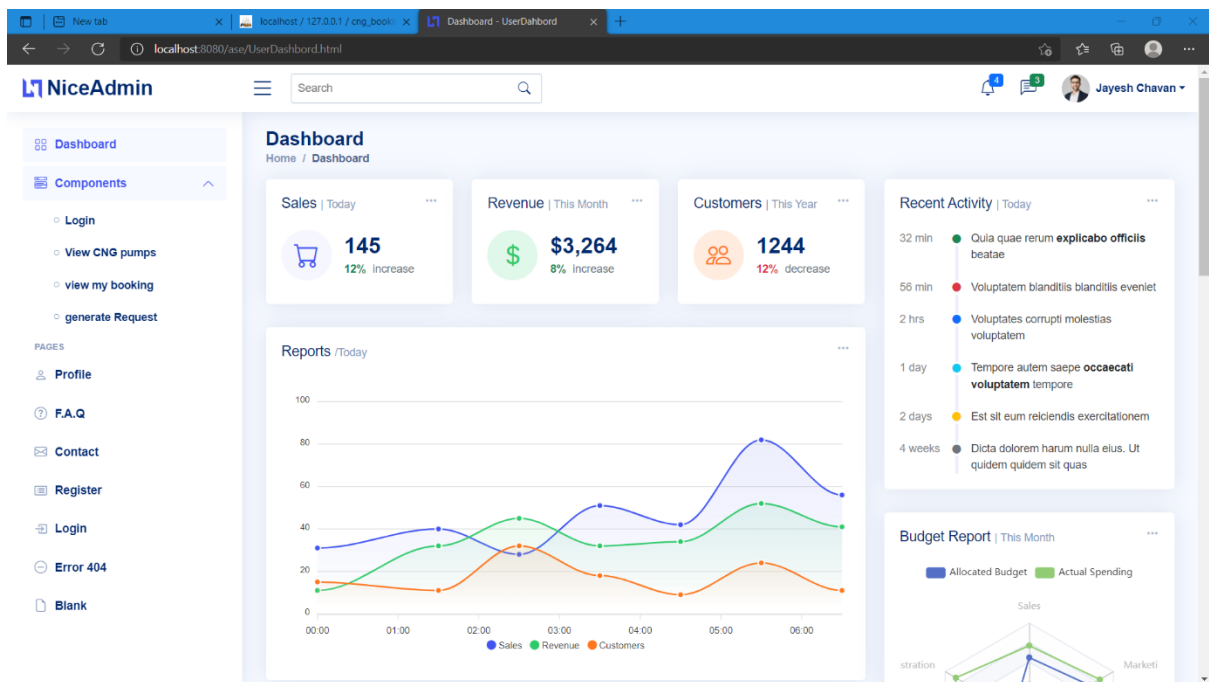 New tab
localhost / 127.0.0.1 / cng_book
Dashboard - UserDahbord
localhost:8080/ase/UserDashbord.html
NiceAdmin
Search
4
3
Jayesh Chavan
Dashboard
Components
Login
View CNG pumps
view my booking
generate Request
PAGES
Profile
F.A.Q
Contact
Register
Login
Error 404
Blank
Dashboard
Home / Dashboard
Sales | Today
145
12% increase
Revenue | This Month
$
$3,264
8% increase
Customers | This Year
1244
12% decrease
Reports /Today
100
80
60
40
20
0
00:00 01:00 02:00 03:00 04:00 05:00 06:00
Sales Revenue Customers
Recent Activity | Today
32 min Quia quae rerum explicabo officiis
beatae
56 min Voluptatem blanditiis blanditiis eveniet
2 hrs Voluptates corrupti molestias
voluptatem
1 day Tempore autem saepe occaecati
voluptatem tempore
2 days Est sit eum reiciendis exercitationem
4 weeks Dicta dolorem harum nulla eius. Ut
quidem quidem sit quas
Budget Report | This Month
Allocated Budget Actual Spending
Sales
stration Marketi